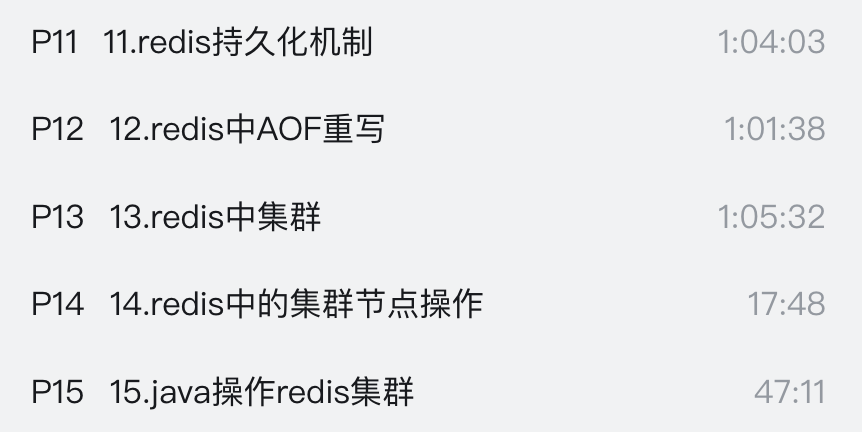 P11 11.redis持久化机制 1:04:03
P12 12.redis中AOF重写 1:01:38
P13 13.redis中集群 1:05:32
P14 14.redis中的集群节点操作 17:48
P15 15.java操作redis集群 47:11